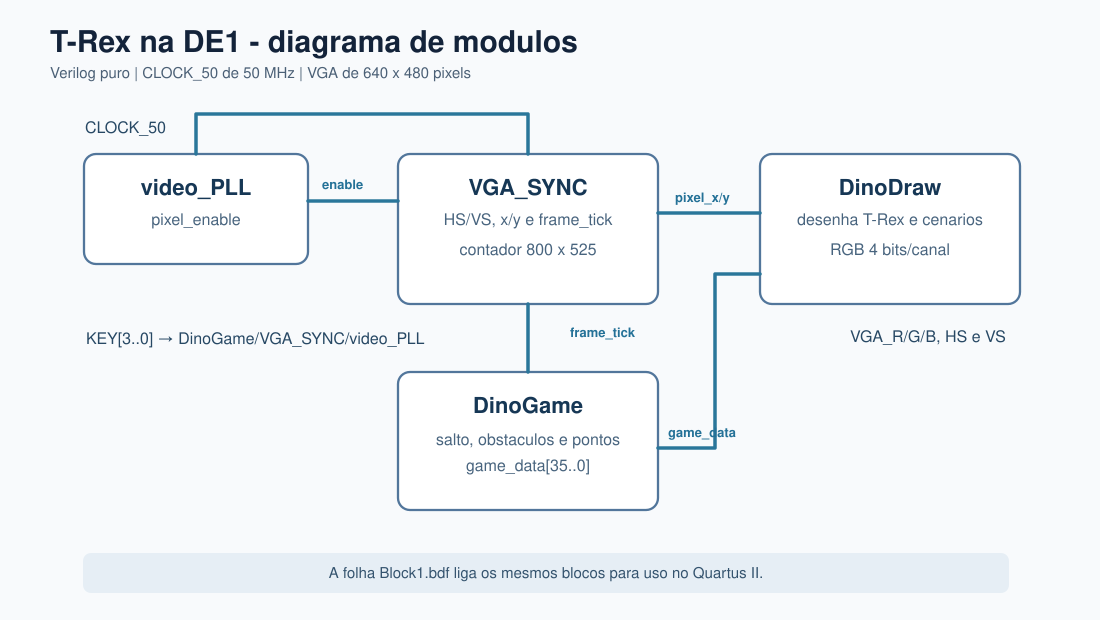 T-Rex na DE1 - diagrama de modulos
Verilog puro | CLOCK_50 de 50 MHz | VGA de 640 x 480 pixels
CLOCK_50
video_PLL
pixel_enable
enable
VGA_SYNC
HS/VS, x/y e frame_tick
contador 800 x 525
pixel_x/y
DinoDraw
desenha T-Rex e cenarios
RGB 4 bits/canal
KEY[3..0] → DinoGame/VGA_SYNC/video_PLL
frame_tick
VGA_R/G/B, HS e VS
DinoGame
salto, obstaculos e pontos
game_data[35..0]
game_data
A folha Block1.bdf liga os mesmos blocos para uso no Quartus II.